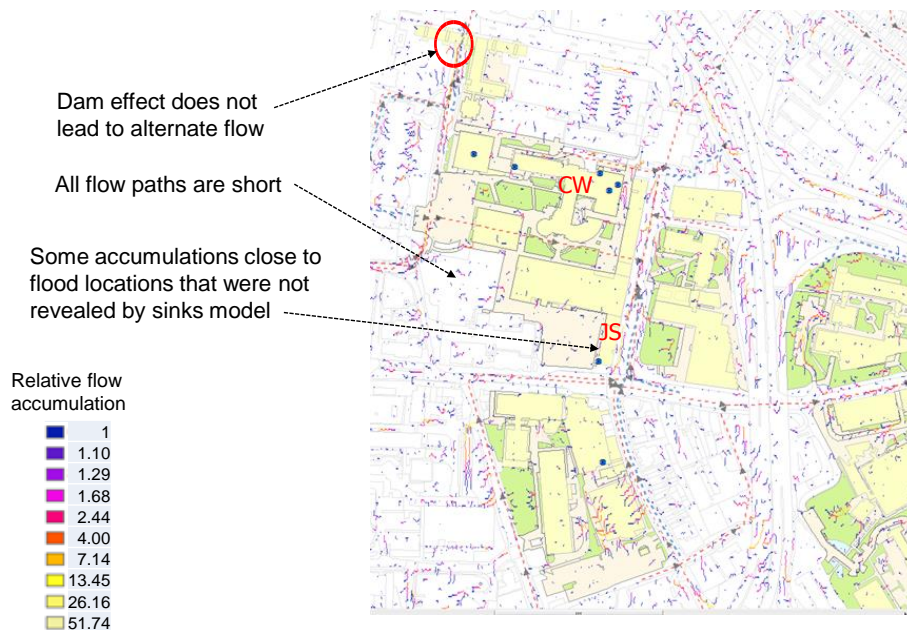 Dam effect does not
lead to alternate flow
All flow paths are short
CW
Some accumulations close to
flood locations that were not
revealed by sinks model
JS
Relative flow
accumulation
1
1.10
1.29
1.68
2.44
4.00
7.14
13.45
26.16
51.74